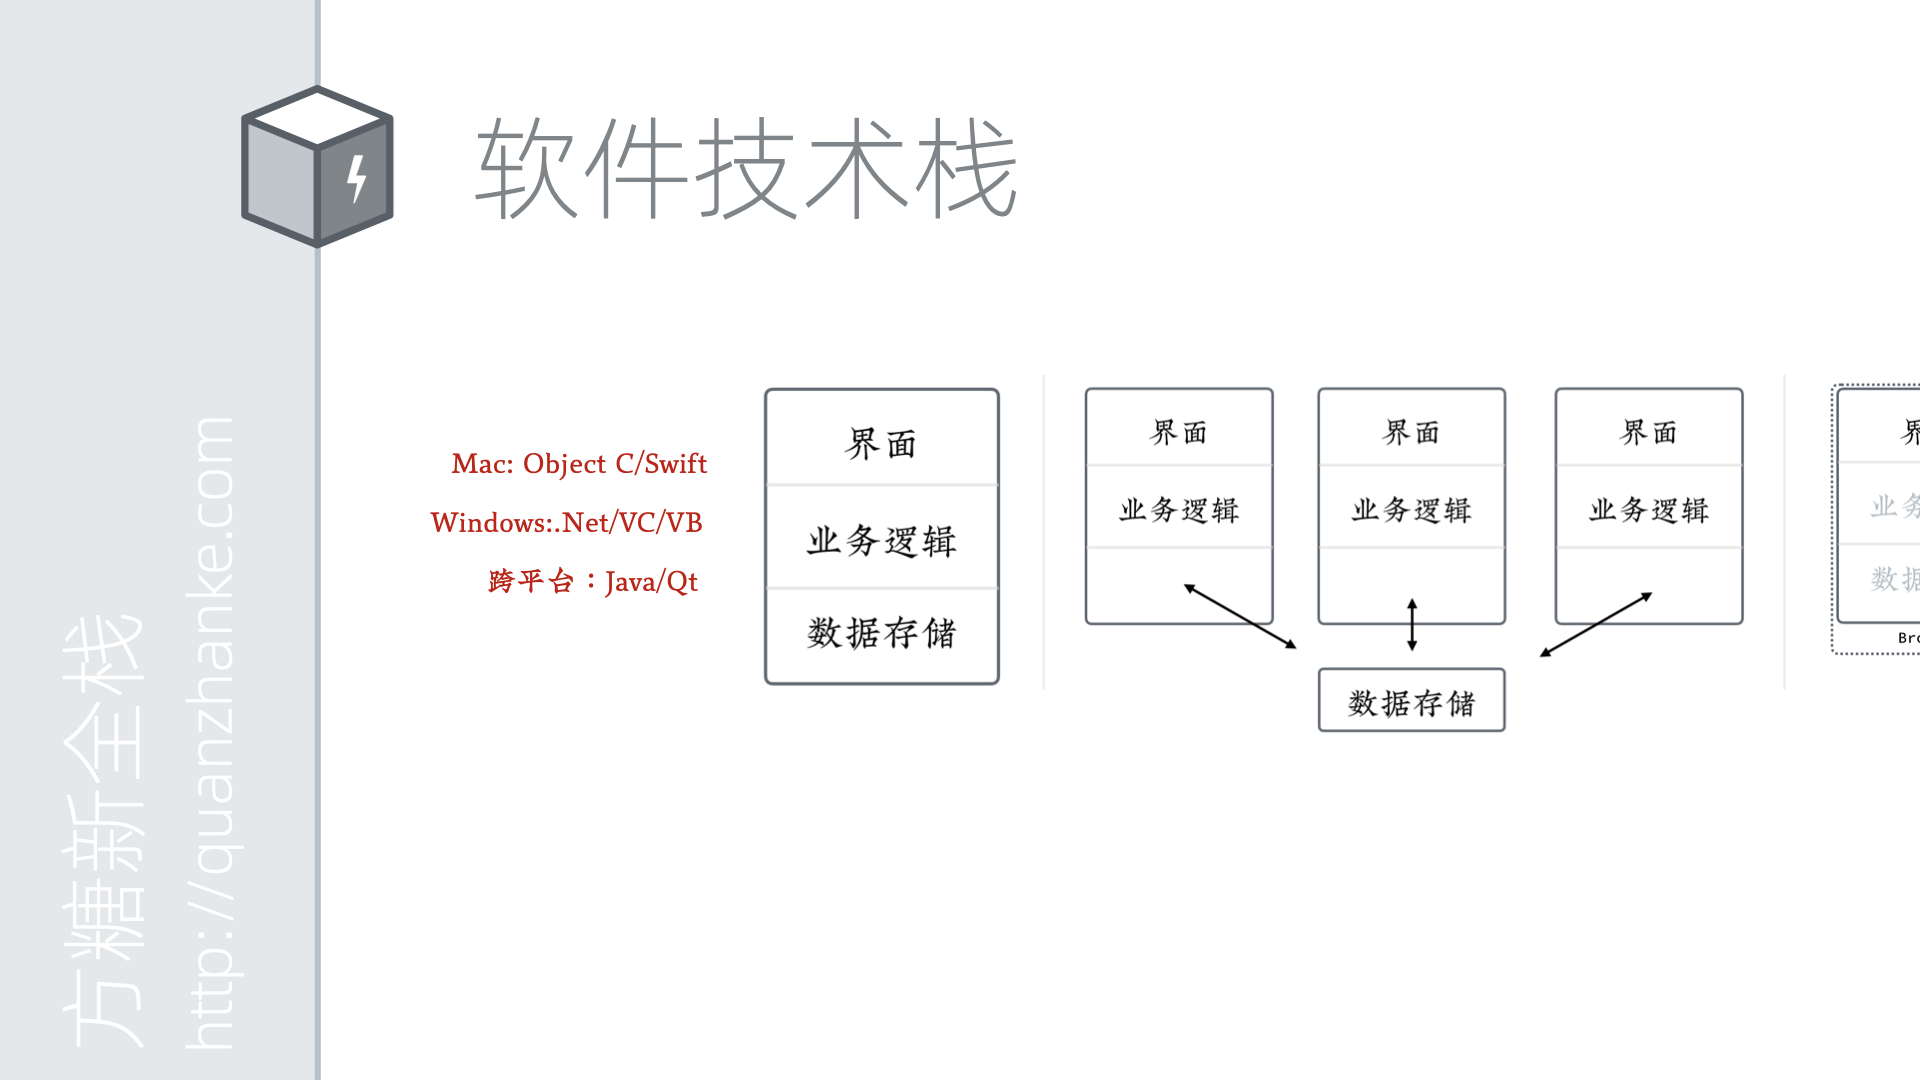 软件技术栈
Mac: Object C/Swift
Windows:.Net/VC/VB
跨平台：Java/Qt
界面
业务逻辑
数据存储
界面
业务逻辑
界面
业务逻辑
界面
业务逻辑
数据存储
界
业务
数据
Bro
方糖新全栈
http://quanzhanke.com